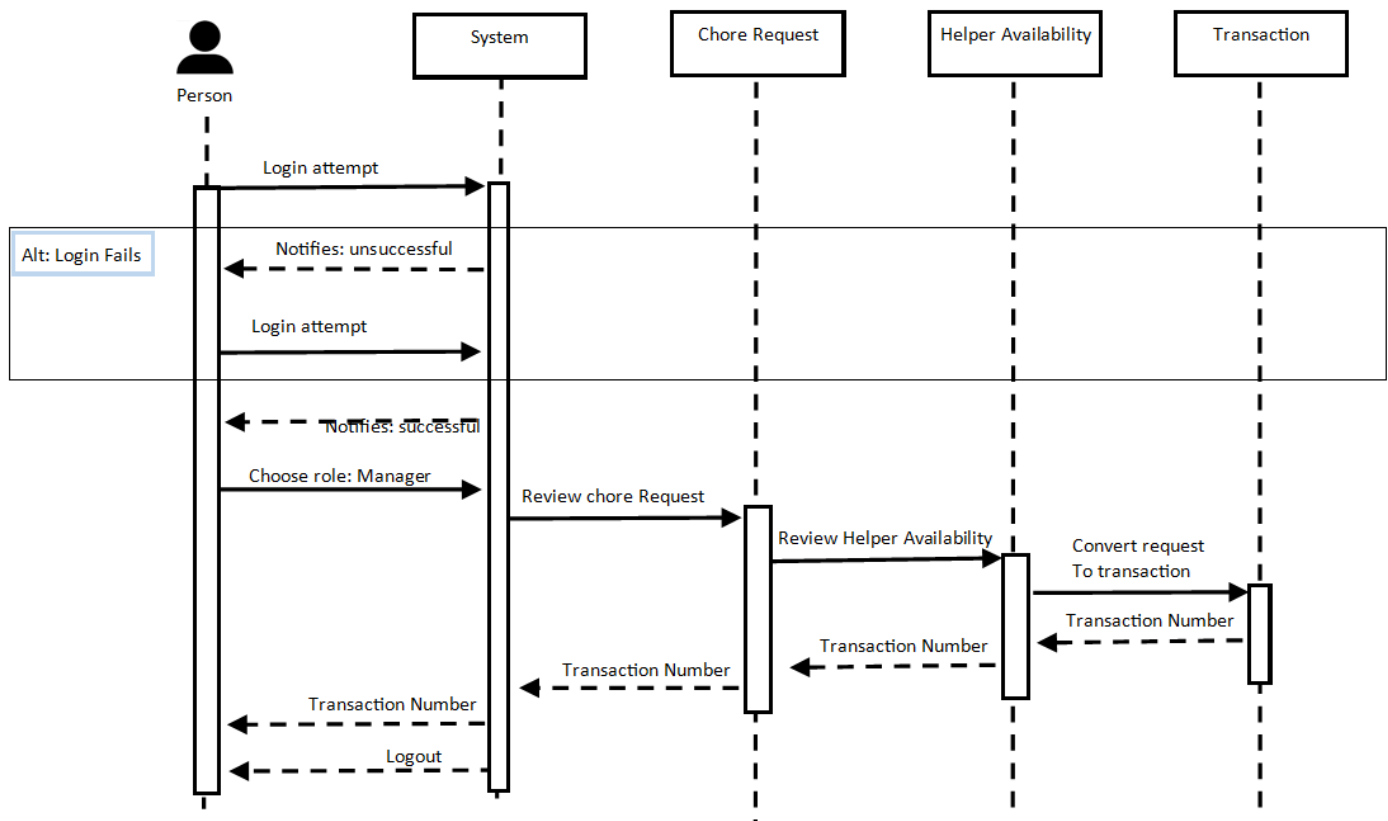 System
Chore Request
Helper Availability
Transaction
Person
Login attempt
Alt: Login Fails
Notifies: unsuccessful
Login attempt
Notifies: successful
Choose role: Manager
Review chore Request
Review Helper Availability
Convert request
To transaction
Transaction Number
Transaction Number
Transaction Number
Transaction Number
Logout